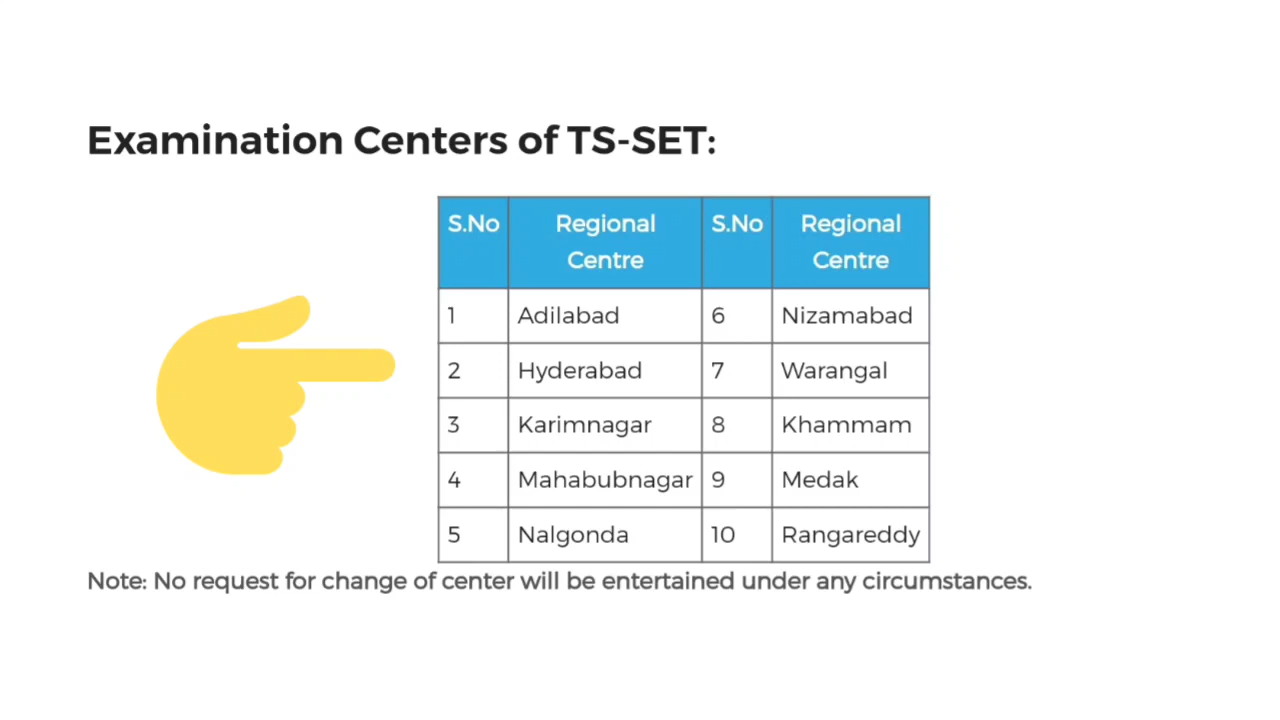 Examination Centers of TS-SET:
S.No Regional Centre S.No Regional Centre
1 Adilabad 6 Nizamabad
2 Hyderabad 7 Warangal
3 Karimnagar 8 Khammam
4 Mahabubnagar 9 Medak
5 Nalgonda 10 Rangareddy
Note: No request for change of center will be entertained under any circumstances.